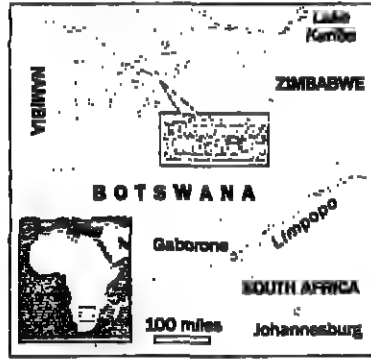 Lake
Kariba
NAMIBIA
ZIMBABWE
BOTSWANA
Limpopo
Gaborone
SOUTH AFRICA
100 miles
Johannesburg